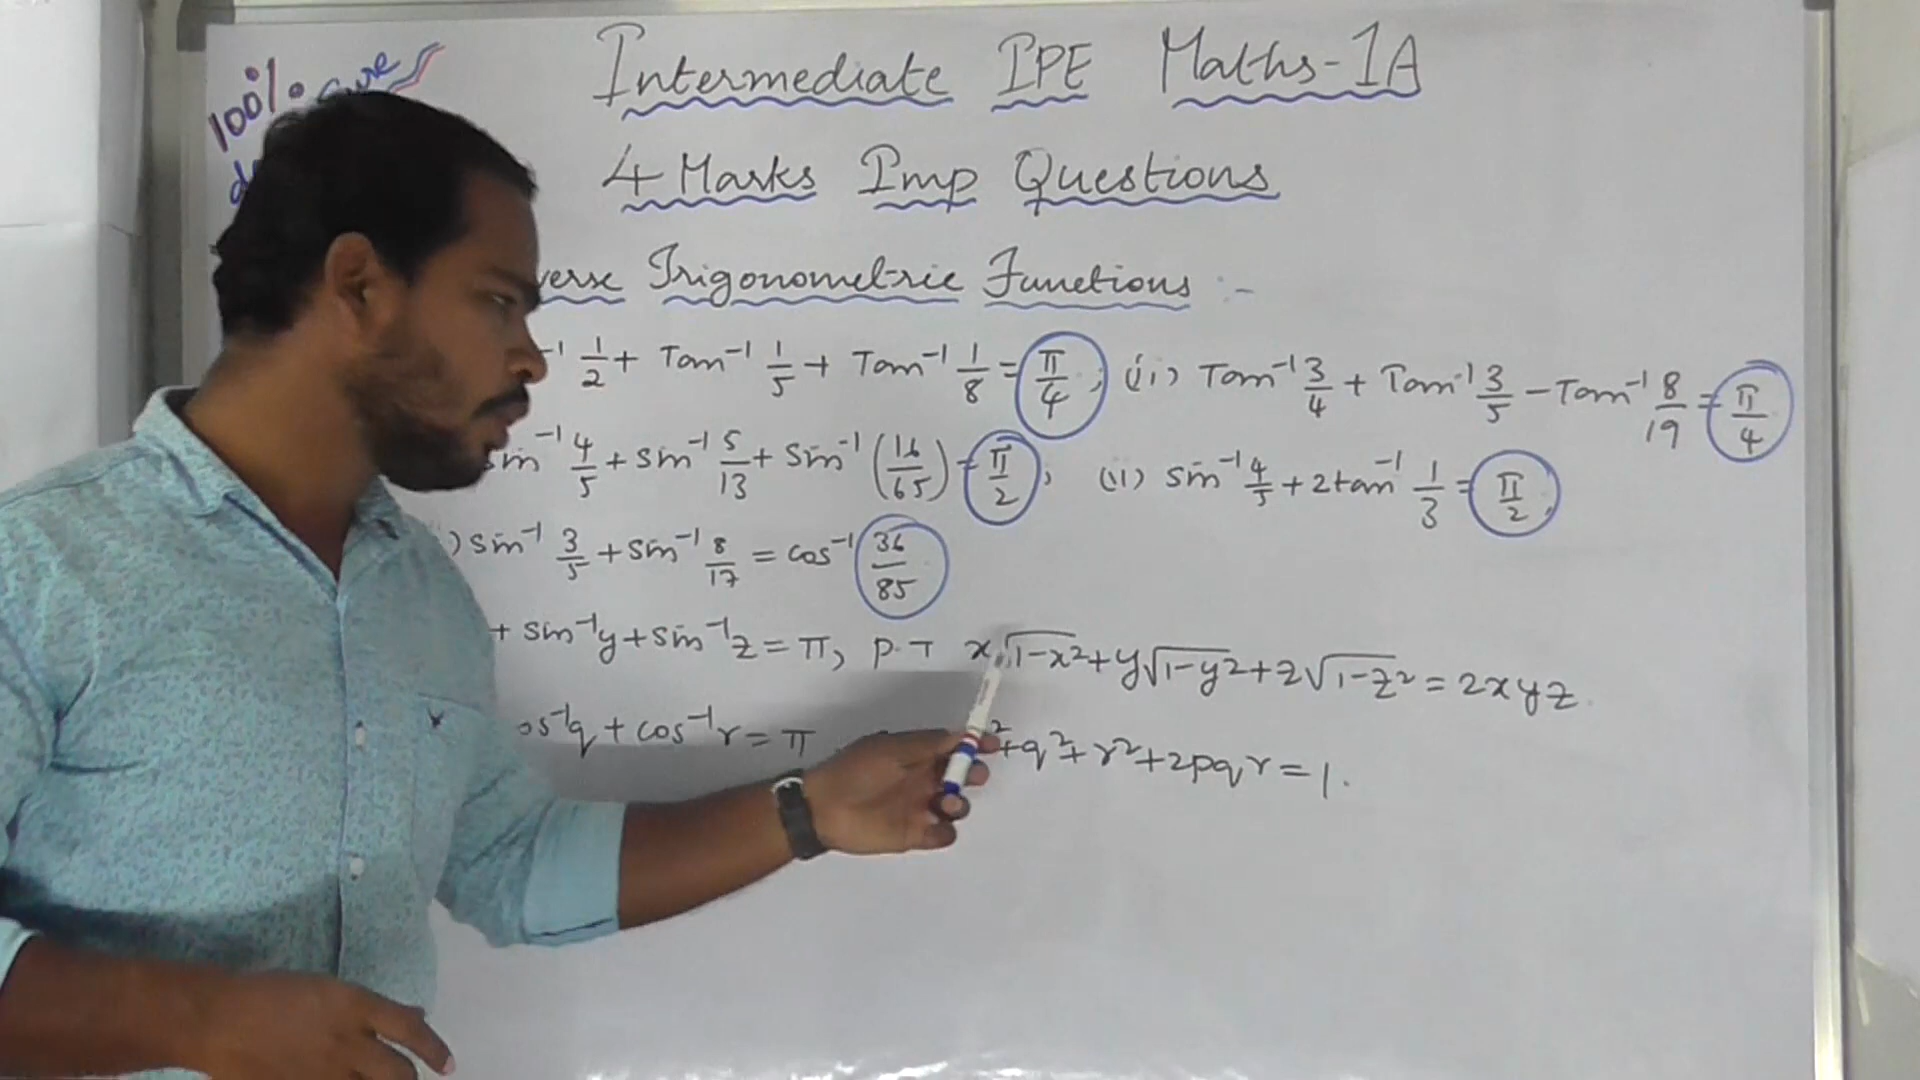 100% Sure
Intermediate IPE Maths-IA
4 Marks Imp Questions
verse Trigonometric Functions :-
-1 1/2 + Tan-1 1/5 + Tan-1 1/8 = π/4 ; (ii) Tan-1 3/4 + Tan-1 3/5 - Tan-1 8/19 = π/4
sin-1 4/5 + sin-1 5/13 + sin-1 (16/65) = π/2 ; (ii) sin-1 4/5 + 2tan-1 1/3 = π/2,
) sin-1 3/5 + sin-1 8/17 = cos-1 36/85
+ sin-1y + sin-1z = π, P.T x√1-x² + y√1-y² + z√1-z² = 2xyz.
os-1q + cos-1r = π ² + q² + r² + 2pqr = 1.